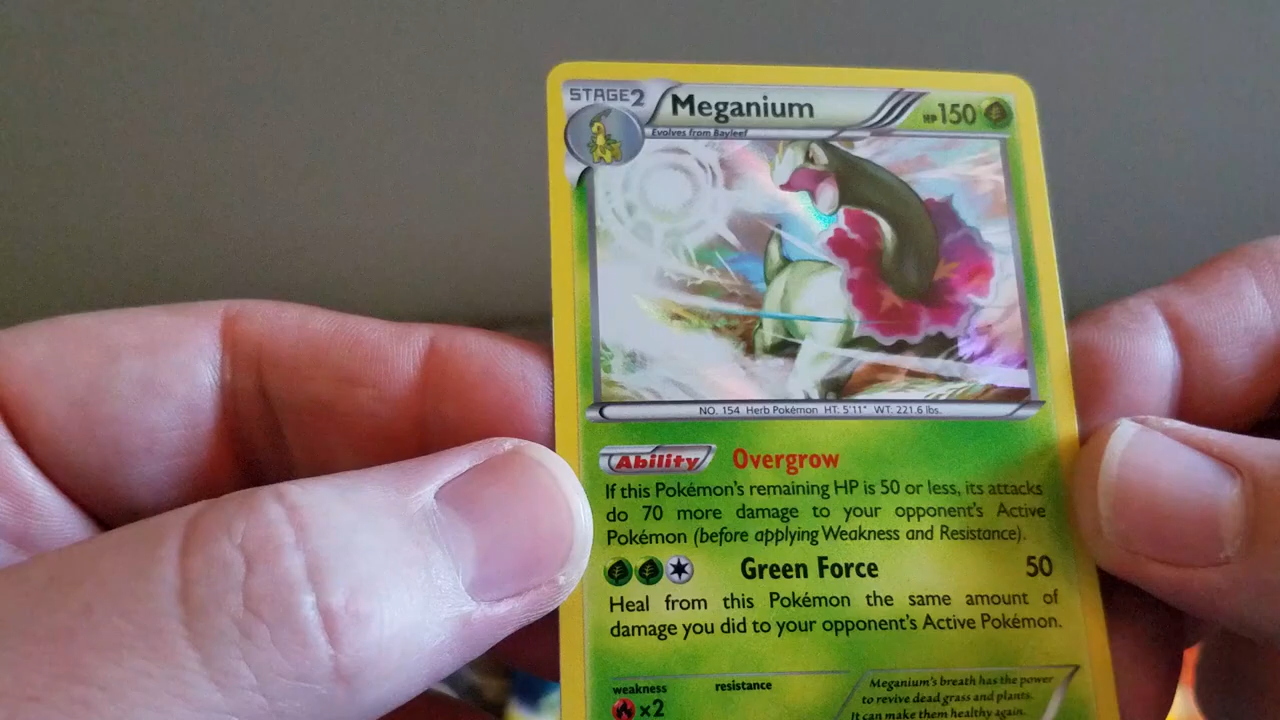 STAGE2 Meganium HP150
Evolves from Bayleef
NO. 154 Herb Pokémon HT: 5'11" WT: 221.6 lbs.
Ability Overgrow
If this Pokémon's remaining HP is 50 or less, its attacks
do 70 more damage to your opponent's Active
Pokémon (before applying Weakness and Resistance).
Green Force 50
Heal from this Pokémon the same amount of
damage you did to your opponent's Active Pokémon.
weakness resistance
×2
Meganium's breath has the power
to revive dead grass and plants.
It can make them healthy again.